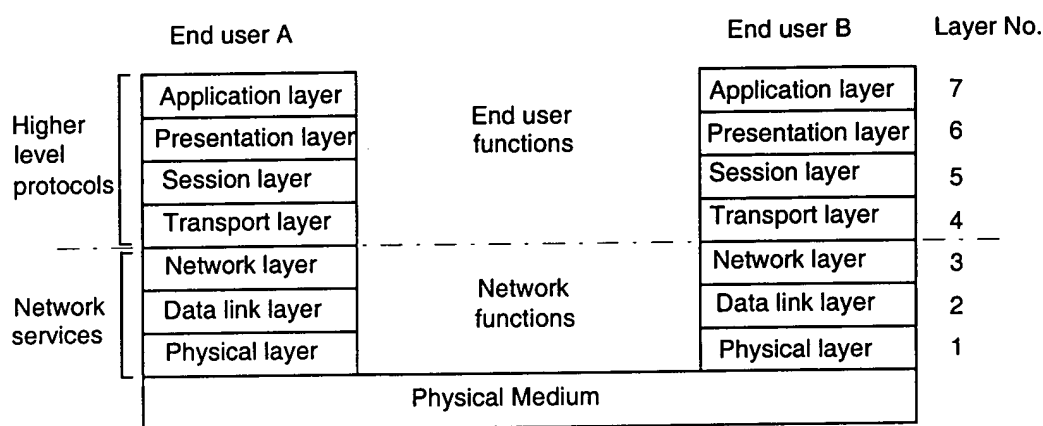 End user A
End user B
Layer No.
Higher
level
protocols
Application layer
Presentation layer
Session layer
Transport layer
End user
functions
Application layer
Presentation layer
Session layer
Transport layer
7
6
5
4
Network
services
Network layer
Data link layer
Physical layer
Network
functions
Network layer
Data link layer
Physical layer
3
2
1
Physical Medium